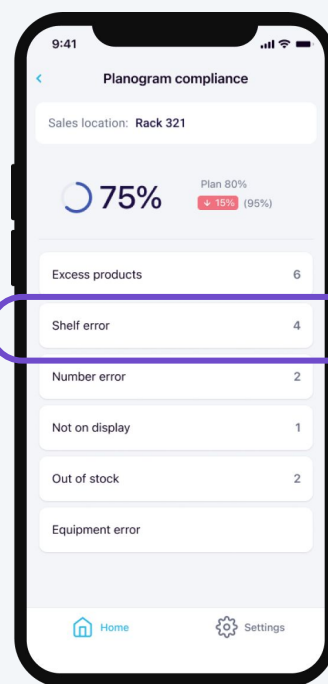 9:41
Planogram compliance
Sales location: Rack 321
75%
Plan 80%
↓ 15% (95%)
Excess products 6
Shelf error 4
Number error 2
Not on display 1
Out of stock 2
Equipment error
Home Settings